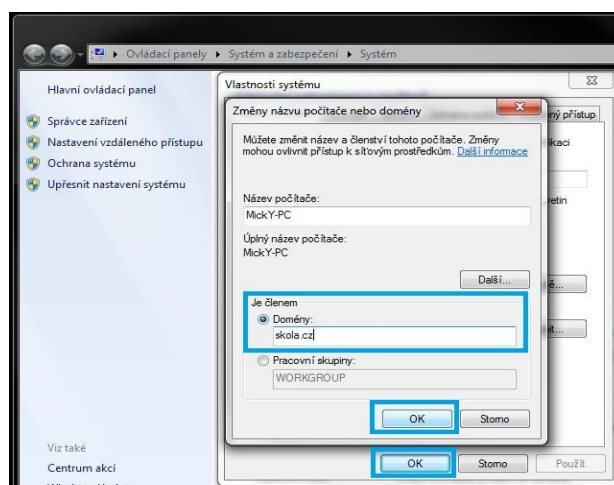 Ovládací panely
Systém a zabezpečení
Systém
Hlavní ovládací panel
Správce zařízení
Nastavení vzdáleného přístupu
Ochrana systému
Upřesnit nastavení systému
Viz také
Centrum akcí
Vlastnosti systému
Změny názvu počítače nebo domény
Můžete změnit název a členství tohoto počítače. Změny
mohou ovlivnit přístup k síťovým prostředkům. Další informace
Název počítače:
MickY-PC
Úplný název počítače:
MickY-PC
Další...
Je členem
Domény:
skola.cz
Pracovní skupiny:
WORKGROUP
OK Storno
OK Storno Použít